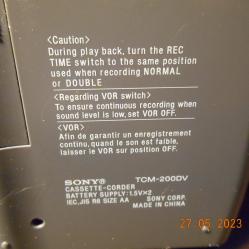 <Caution>
During play back, turn the REC
TIME switch to the same position
used when recording NORMAL
or DOUBLE
<Regarding VOR switch>
To ensure continuous recording when
sound level is low, set VOR OFF.
<VOR>
Afin de garantir un enregistrement
continu, quand le son est faible,
laisser le VOR sur position OFF.
SONY® TCM-200DV
CASSETTE-CORDER
BATTERY SUPPLY: 1.5V×2
IEC, JIS R6 SIZE AA SONY CORP.
MADE IN CHINA
27 05 2023